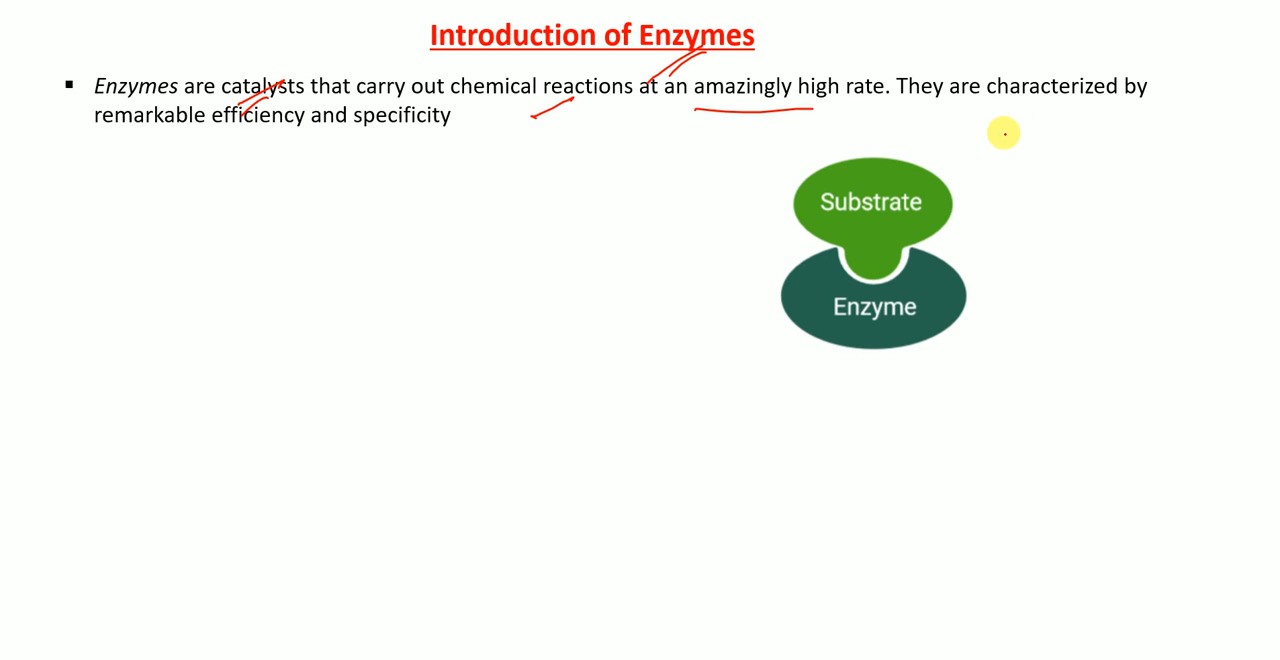 Introduction of Enzymes
▪ Enzymes are catalysts that carry out chemical reactions at an amazingly high rate. They are characterized by
remarkable efficiency and specificity
Substrate
Enzyme